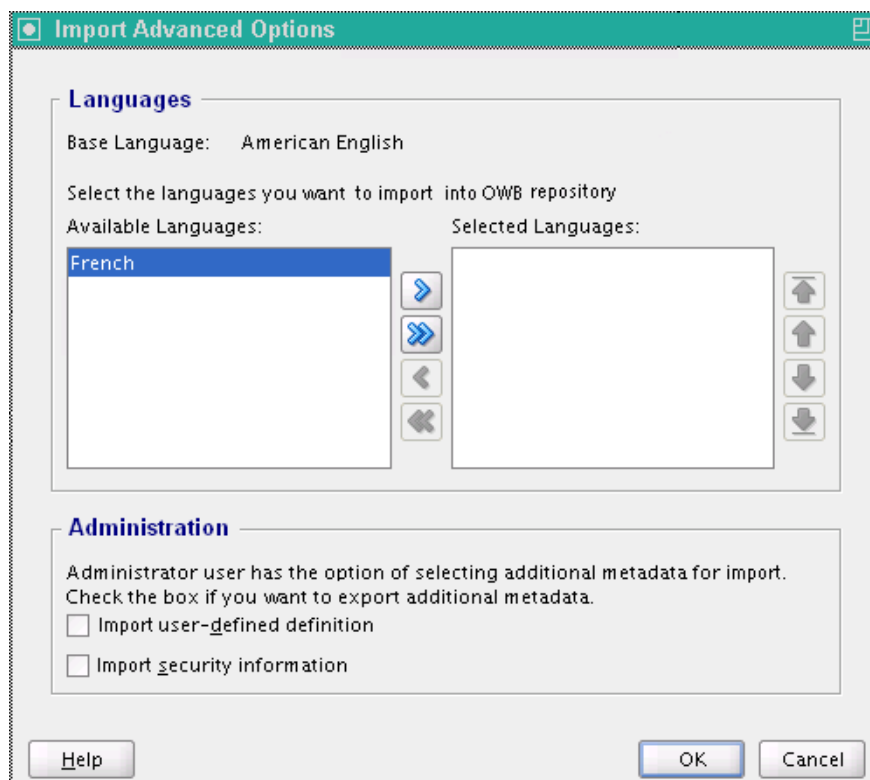 Import Advanced Options
Languages
Base Language: American English
Select the languages you want to import into OWB repository
Available Languages: Selected Languages:
French
Administration
Administrator user has the option of selecting additional metadata for import.
Check the box if you want to export additional metadata.
Import user-defined definition
Import security information
Help OK Cancel